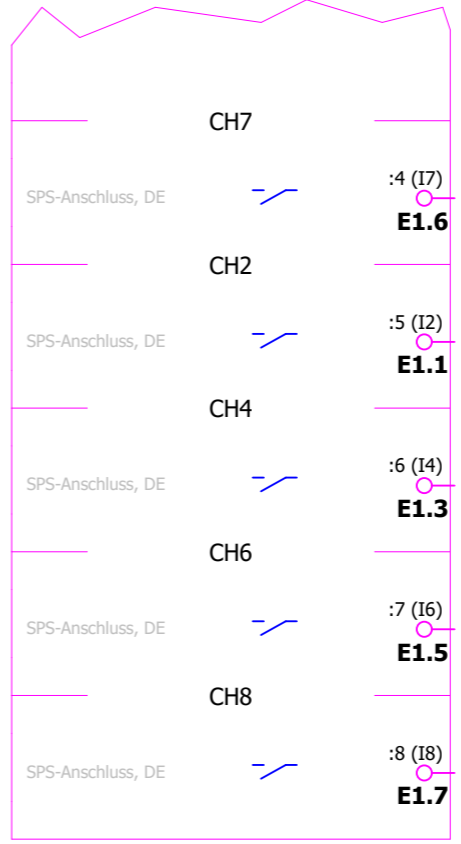 CH7
:4 (I7)
SPS-Anschluss, DE
E1.6
CH2
:5 (I2)
SPS-Anschluss, DE
E1.1
CH4
:6 (I4)
SPS-Anschluss, DE
E1.3
CH6
:7 (I6)
SPS-Anschluss, DE
E1.5
CH8
:8 (I8)
SPS-Anschluss, DE
E1.7